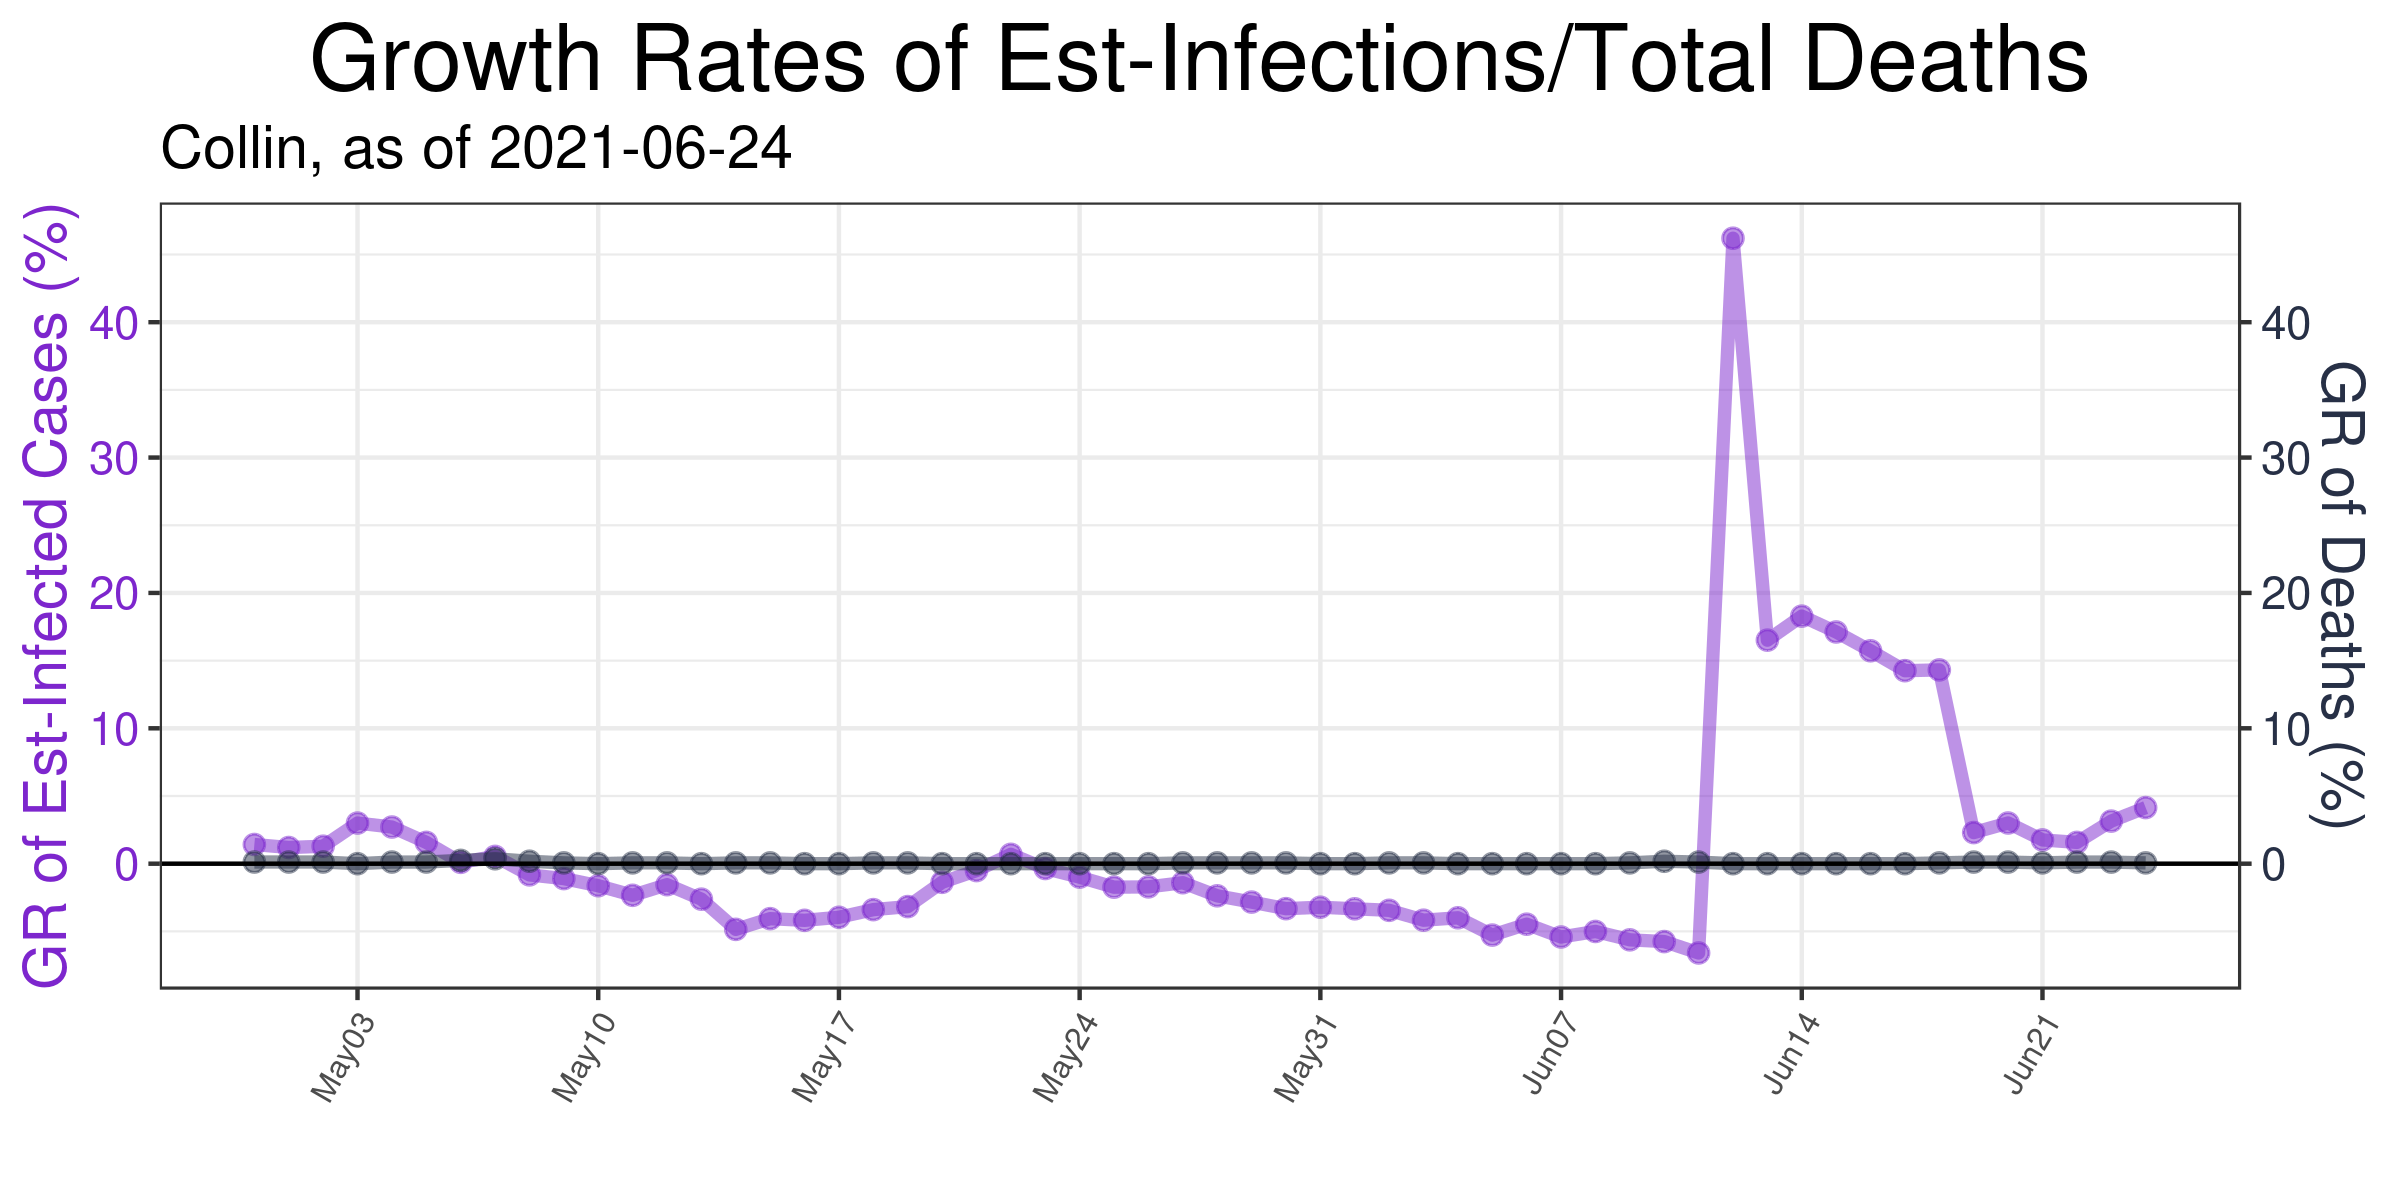 Growth Rates of Est-Infections/Total Deaths
Collin, as of 2021-06-24
GR of Est-Infected Cases (%)
40
30
20
10
0
40
30
20
10
0
GR of Deaths (%)
May03
May10
May17
May24
May31
Jun07
Jun14
Jun21